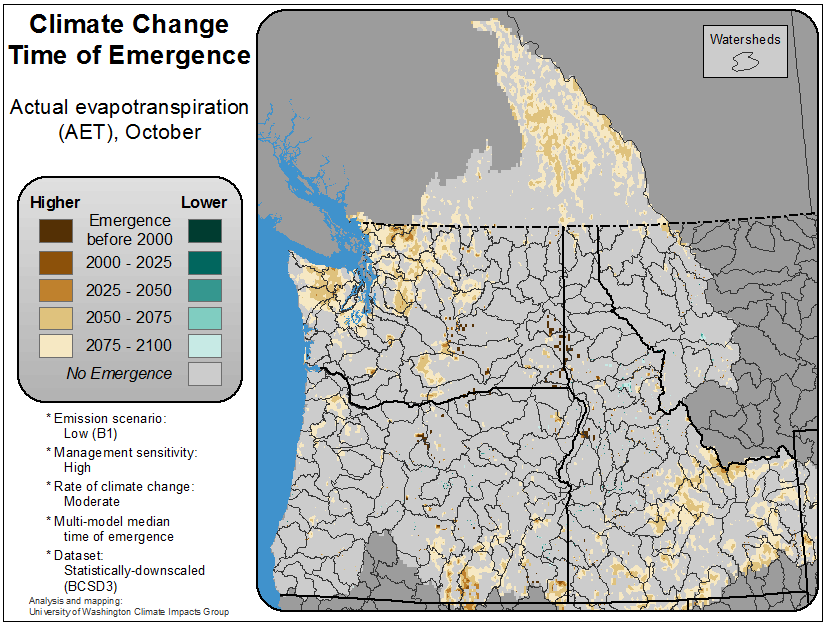 Climate Change
Time of Emergence
Actual evapotranspiration
(AET), October
Higher
Lower
Emergence
before 2000
2000 - 2025
2025 - 2050
2050 - 2075
2075 - 2100
No Emergence
* Emission scenario:
Low (B1)
* Management sensitivity:
High
* Rate of climate change:
Moderate
* Multi-model median
time of emergence
* Dataset:
Statistically-downscaled
(BCSD3)
Analysis and mapping:
University of Washington Climate Impacts Group
Watersheds